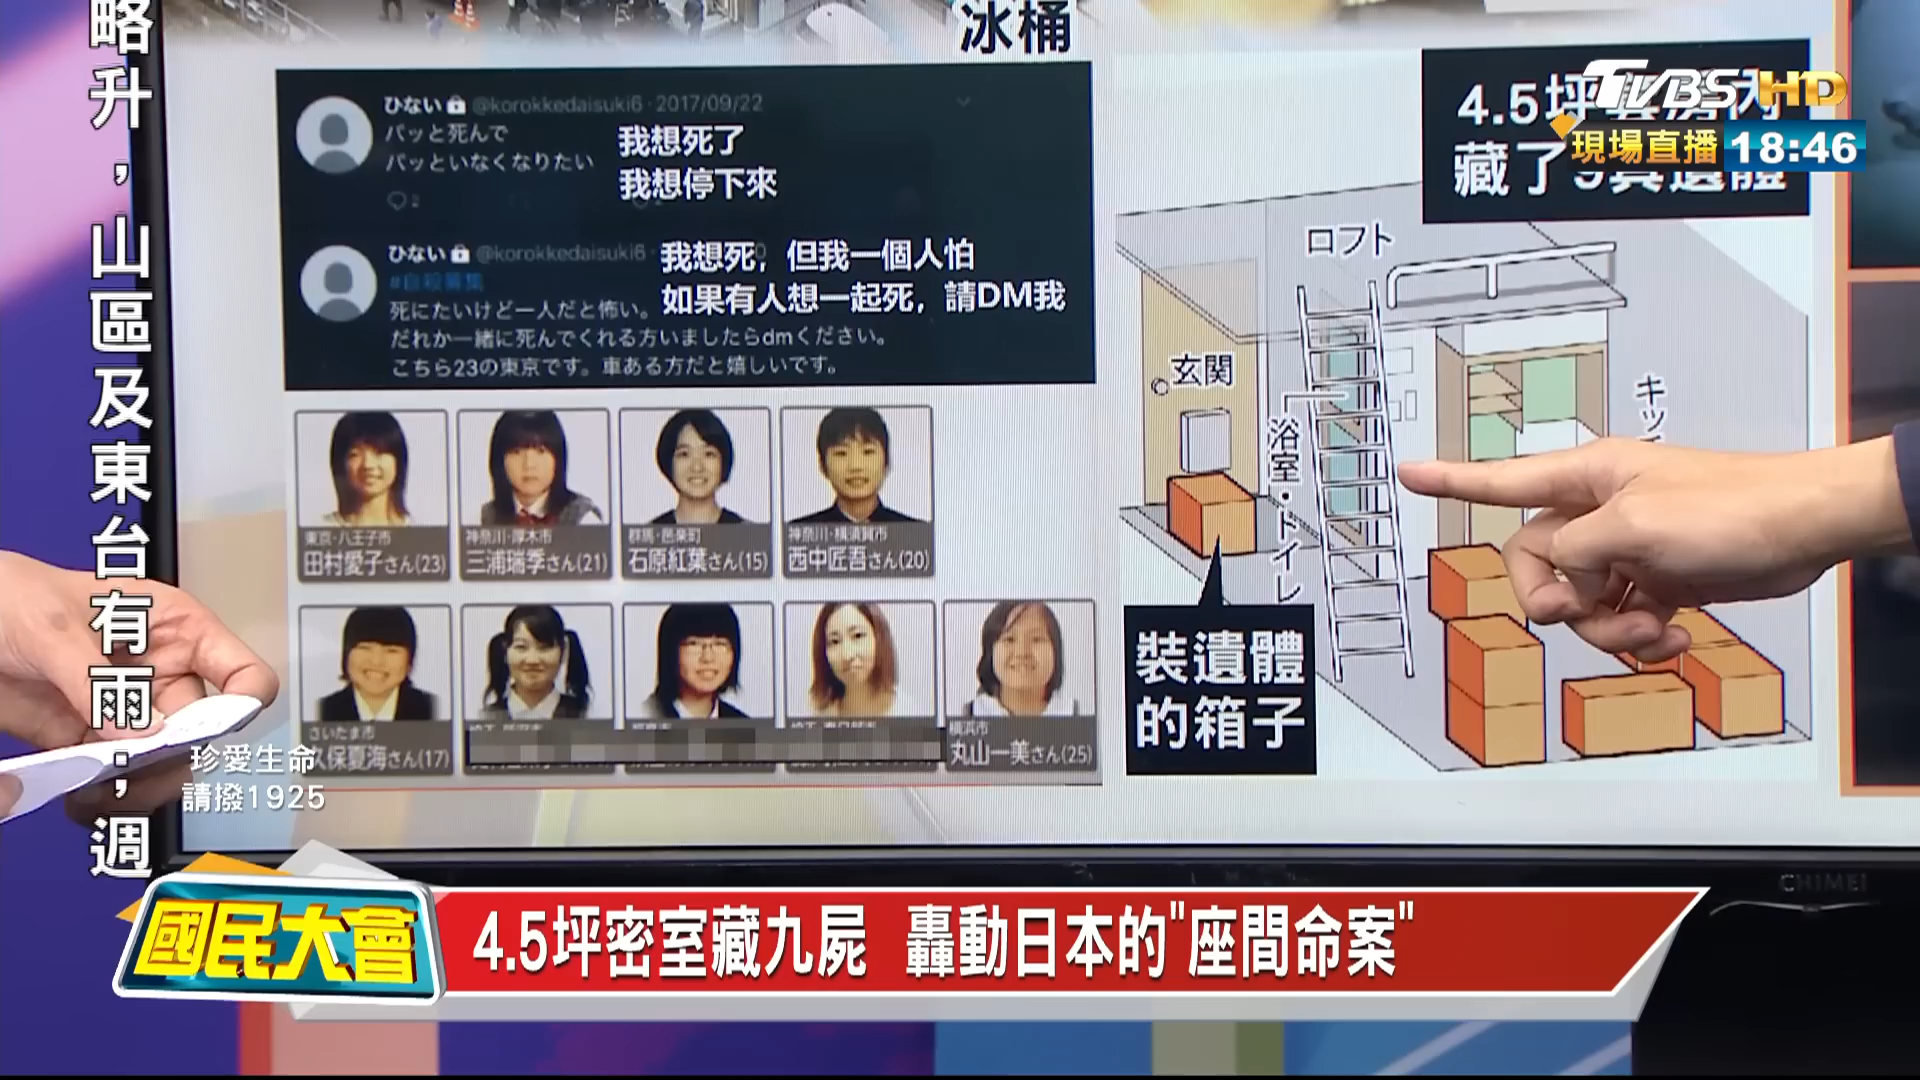 略升，山區及東台有雨；週
冰桶
ひない @korokkedaisuki6・2017/09/22
パッと死んで
パッといなくなりたい
我想死了
我想停下來
2
ひない @korokkedaisuki6・
#自殺募集
死にたいけど一人だと怖い。
だれか一緒に死んでくれる方いましたらdmください。
こちら23の東京です。車ある方だと嬉しいです。
我想死，但我一個人怕
如果有人想一起死，請DM我
東京・八王子市
田村愛子さん(23)
神奈川・厚木市
三浦瑞季さん(21)
群馬・邑楽町
石原紅葉さん(15)
神奈川・横須賀市
西中匠吾さん(20)
さいたま市
久保夏海さん(17)
横浜市
丸山一美さん(25)
TVBS HD
現場直播 18:46
4.5坪
藏了9具遺體
ロフト
玄関
浴室・トイレ
キッ
裝遺體
的箱子
珍愛生命
請撥1925
CHIMEI
國民大會
4.5坪密室藏九屍 轟動日本的"座間命案"